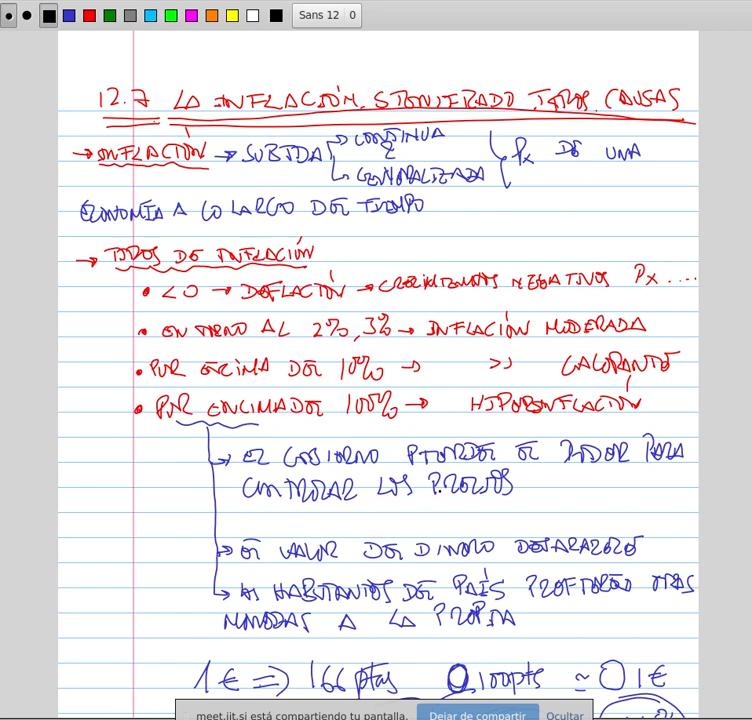 Sans 12
12.7 LA INFLACIÓN. SIGNIFICADO TIPOS. CAUSAS
→ INFLACIÓN → SUBIDA CONTINUA Y GENERALIZADA Px DE UNA
ECONOMÍA A LO LARGO DEL TIEMPO
→ TIPOS DE INFLACIÓN
• <0 → DEFLACIÓN → CRECIMIENTOS NEGATIVOS Px ....
• EN TORNO AL 2%, 3% → INFLACIÓN MODERADA
• POR ENCIMA DEL 10% → >> GALOPANTE
• POR ENCIMA DEL 100% → HIPERINFLACIÓN
→ EL GOBIERNO PIERDE EL PODER PARA
CONTROLAR LOS PRECIOS
→ EL VALOR DEL DINERO DESAPARECE
→ HABITANTES DEL PAÍS PREFIEREN OTRAS
MONEDAS A LA PROPIA
1€ ⇒ 166 ptas 100pts ≃ 0,1€
meet.jit.si está compartiendo tu pantalla. Dejar de compartir Ocultar